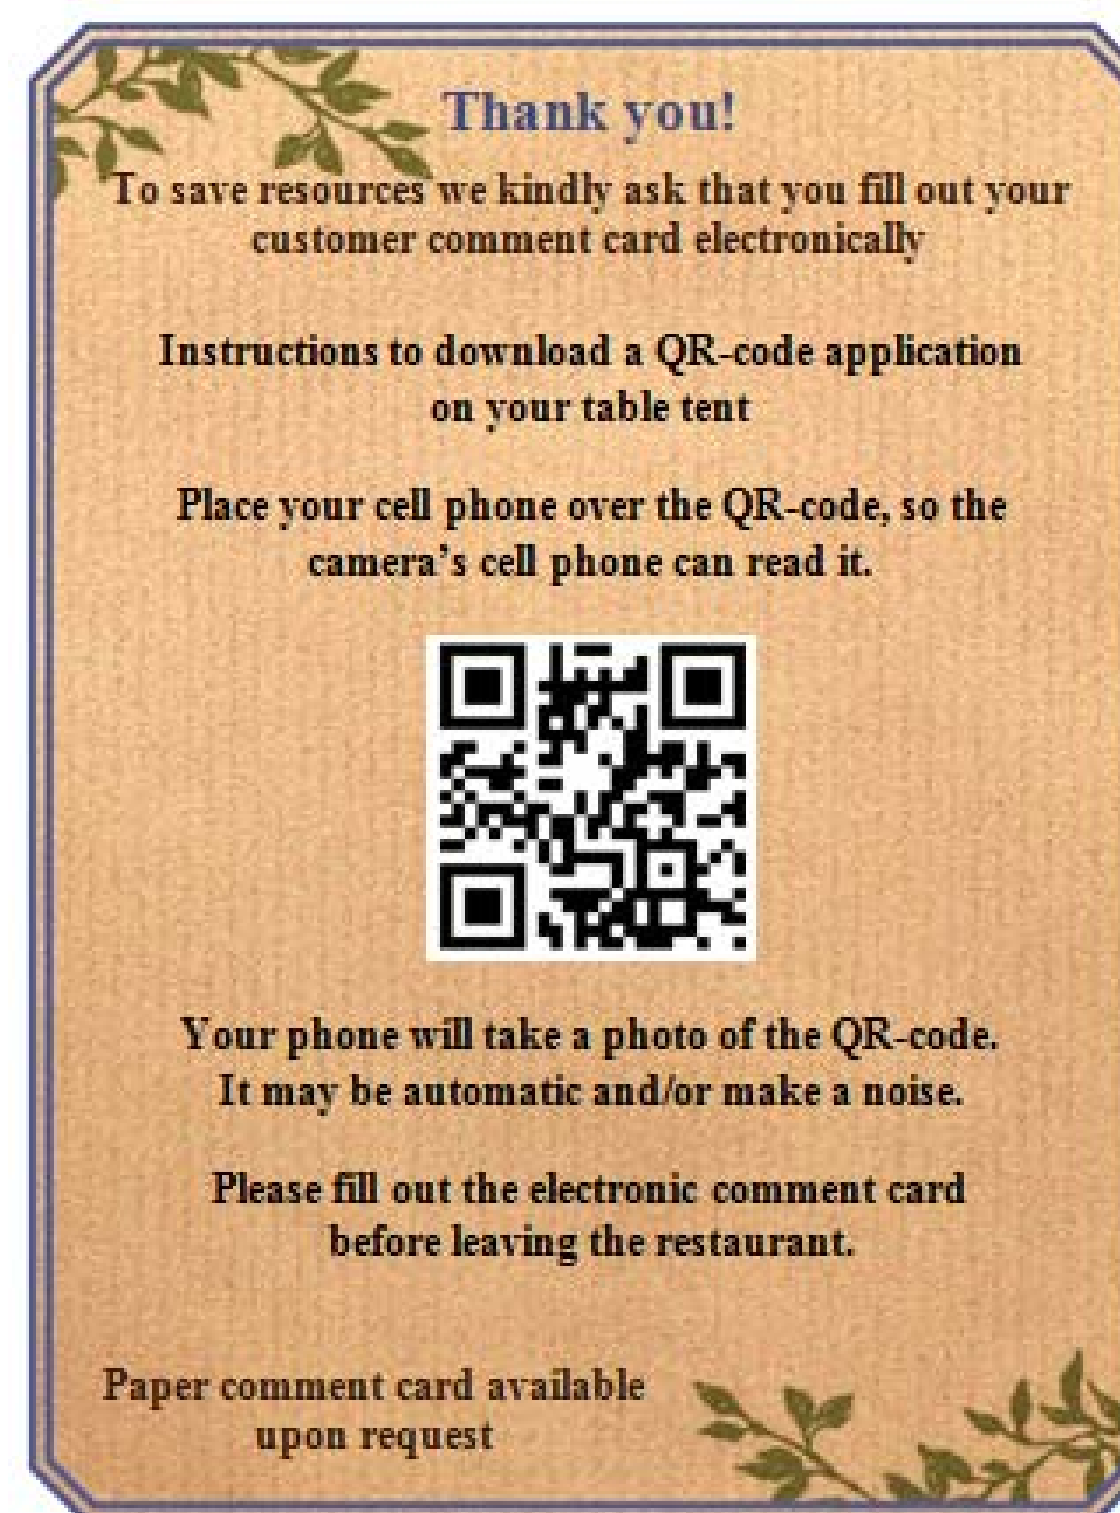 Thank you!
To save resources we kindly ask that you fill out your
customer comment card electronically
Instructions to download a QR-code application
on your table tent
Place your cell phone over the QR-code, so the
camera’s cell phone can read it.
Your phone will take a photo of the QR-code.
It may be automatic and/or make a noise.
Please fill out the electronic comment card
before leaving the restaurant.
Paper comment card available
upon request